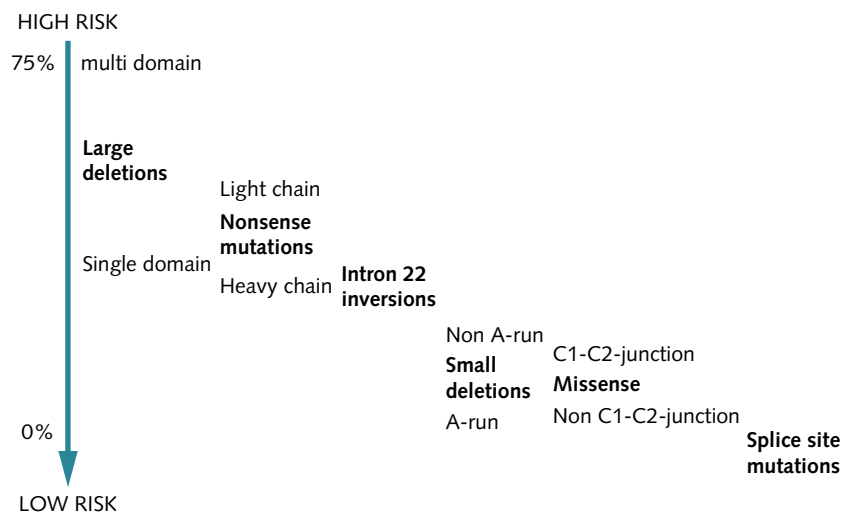 HIGH RISK
75% multi domain
Large
deletions
Light chain
Nonsense
mutations
Single domain
Heavy chain
Intron 22
inversions
Non A-run
Small
deletions
A-run
C1-C2-junction
Missense
Non C1-C2-junction
0%
Splice site
mutations
LOW RISK